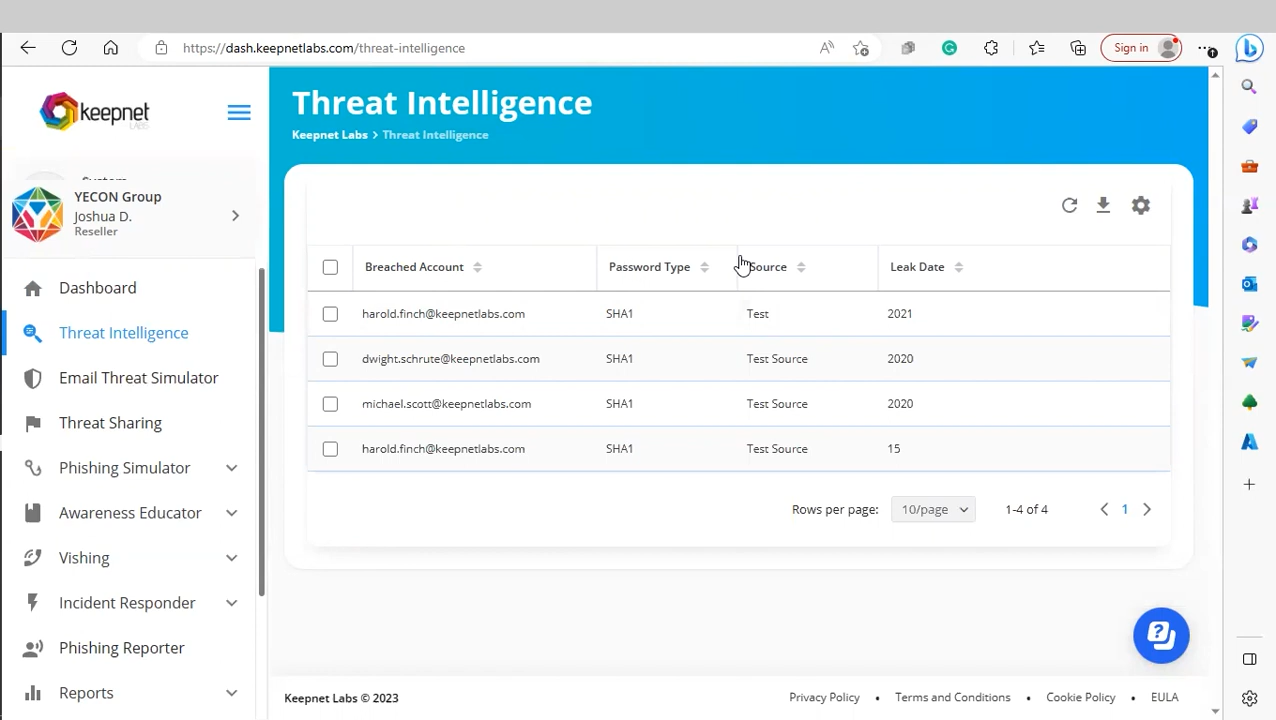 https://dash.keepnetlabs.com/threat-intelligence
Sign in
keepnet
LABS
System
YECON Group
Joshua D.
Reseller
Dashboard
Threat Intelligence
Email Threat Simulator
Threat Sharing
Phishing Simulator
Awareness Educator
Vishing
Incident Responder
Phishing Reporter
Reports
Threat Intelligence
Keepnet Labs > Threat Intelligence
Breached Account Password Type Source Leak Date
harold.finch@keepnetlabs.com SHA1 Test 2021
dwight.schrute@keepnetlabs.com SHA1 Test Source 2020
michael.scott@keepnetlabs.com SHA1 Test Source 2020
harold.finch@keepnetlabs.com SHA1 Test Source 15
Rows per page: 10/page 1-4 of 4 1
Keepnet Labs © 2023 Privacy Policy • Terms and Conditions • Cookie Policy • EULA